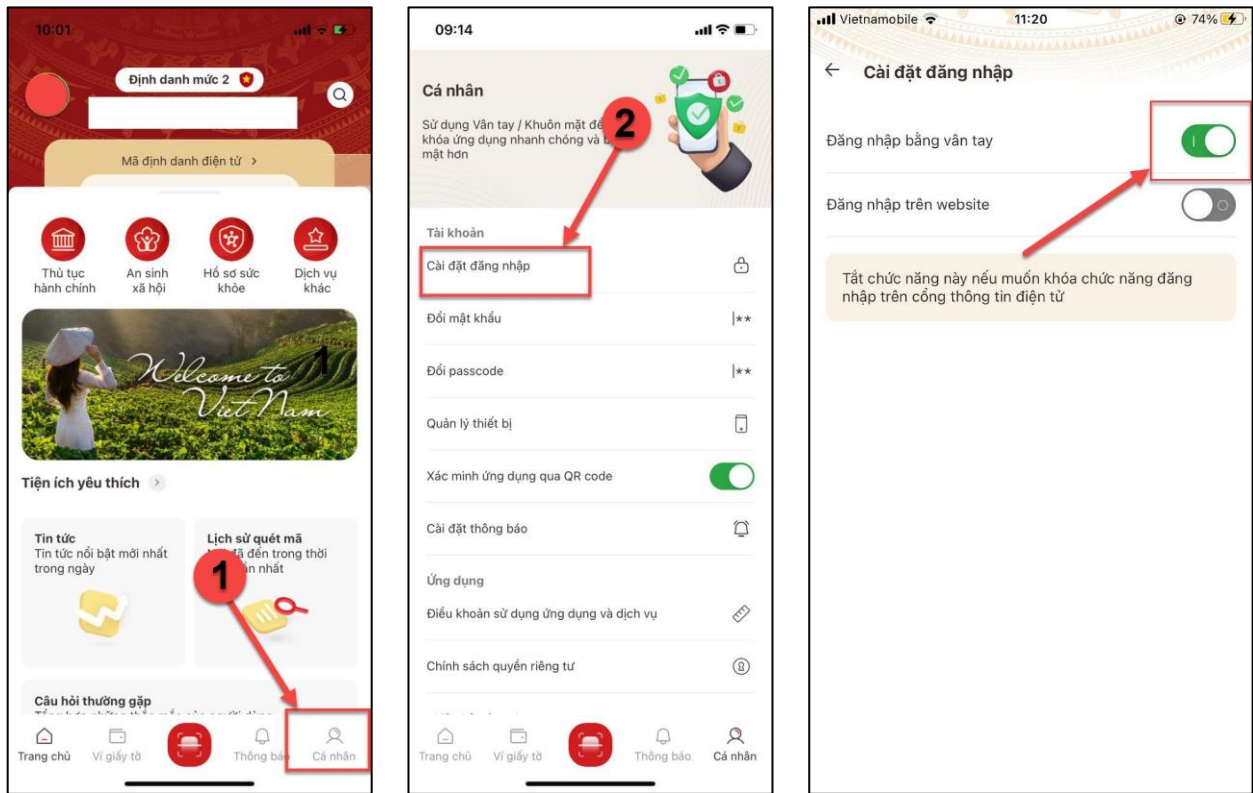 10:01
Định danh mức 2
Mã định danh điện tử >
Thủ tục
hành chính
An sinh
xã hội
Hồ sơ sức
khỏe
Dịch vụ
khác
Welcome to
Viet Nam
1
Tiện ích yêu thích >
Tin tức
Tin tức nổi bật mới nhất
trong ngày
Lịch sử quét mã
đã đến trong thời
nhất
1
Câu hỏi thường gặp
Trang chủ
Ví giấy tờ
Thông báo
Cá nhân
09:14
Cá nhân
Sử dụng Vân tay / Khuôn mặt để
khóa ứng dụng nhanh chóng và
mật hơn
2
Tài khoản
Cài đặt đăng nhập
Đổi mật khẩu
|**
Đổi passcode
|**
Quản lý thiết bị
Xác minh ứng dụng qua QR code
Cài đặt thông báo
Ứng dụng
Điều khoản sử dụng ứng dụng và dịch vụ
Chính sách quyền riêng tư
Trang chủ
Ví giấy tờ
Thông báo
Cá nhân
Vietnamobile
11:20
74%
← Cài đặt đăng nhập
Đăng nhập bằng vân tay
Đăng nhập trên website
Tắt chức năng này nếu muốn khóa chức năng đăng
nhập trên cổng thông tin điện tử